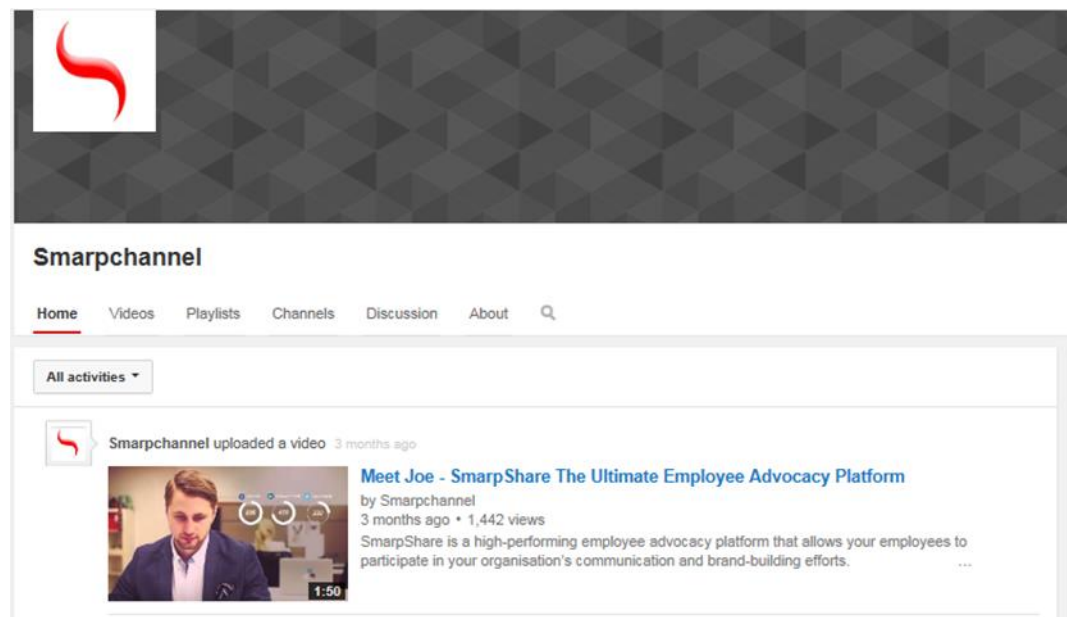 Smarpchannel
Home Videos Playlists Channels Discussion About
All activities
Smarpchannel uploaded a video 3 months ago
Meet Joe - SmarpShare The Ultimate Employee Advocacy Platform
by Smarpchannel
3 months ago • 1,442 views
SmarpShare is a high-performing employee advocacy platform that allows your employees to
participate in your organisation's communication and brand-building efforts. ...
1:50